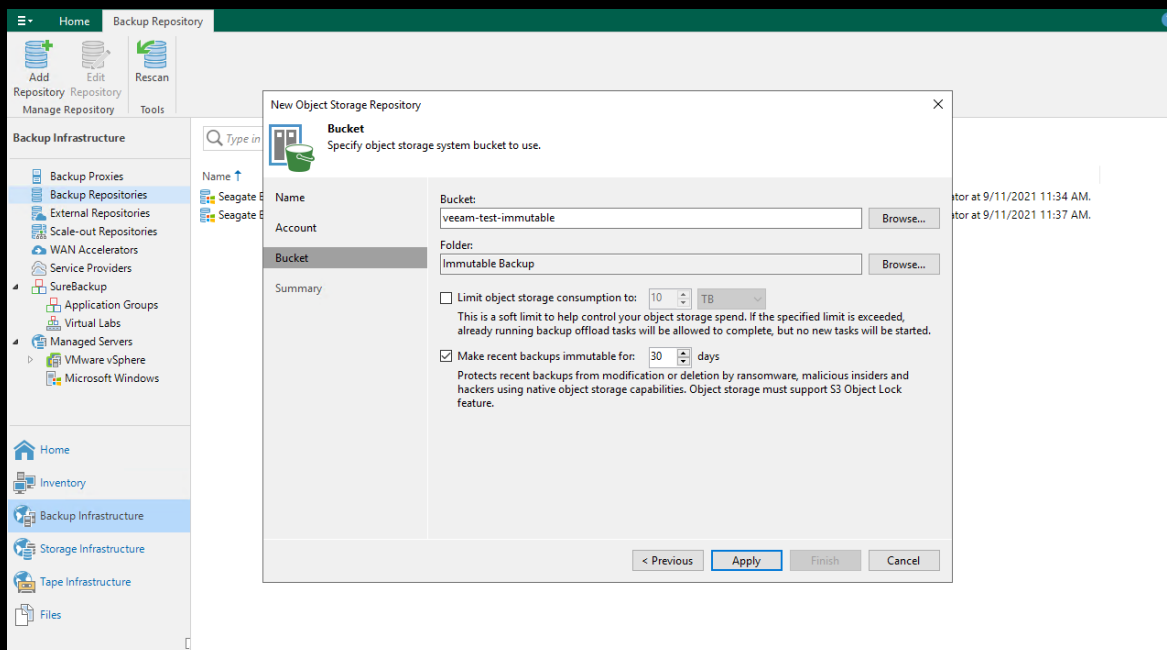 Home
Backup Repository
Add
Repository
Edit
Repository
Rescan
Manage Repository
Tools
Backup Infrastructure
Backup Proxies
Backup Repositories
External Repositories
Scale-out Repositories
WAN Accelerators
Service Providers
SureBackup
Application Groups
Virtual Labs
Managed Servers
VMware vSphere
Microsoft Windows
Home
Inventory
Backup Infrastructure
Storage Infrastructure
Tape Infrastructure
Files
Type in
Name
Seagate
Seagate
at 9/11/2021 11:34 AM.
at 9/11/2021 11:37 AM.
New Object Storage Repository
Bucket
Specify object storage system bucket to use.
Name
Account
Bucket
Summary
Bucket:
veeam-test-immutable
Browse...
Folder:
Immutable Backup
Browse...
Limit object storage consumption to: 10 TB
This is a soft limit to help control your object storage spend. If the specified limit is exceeded,
already running backup offload tasks will be allowed to complete, but no new tasks will be started.
Make recent backups immutable for: 30 days
Protects recent backups from modification or deletion by ransomware, malicious insiders and
hackers using native object storage capabilities. Object storage must support S3 Object Lock
feature.
< Previous
Apply
Finish
Cancel